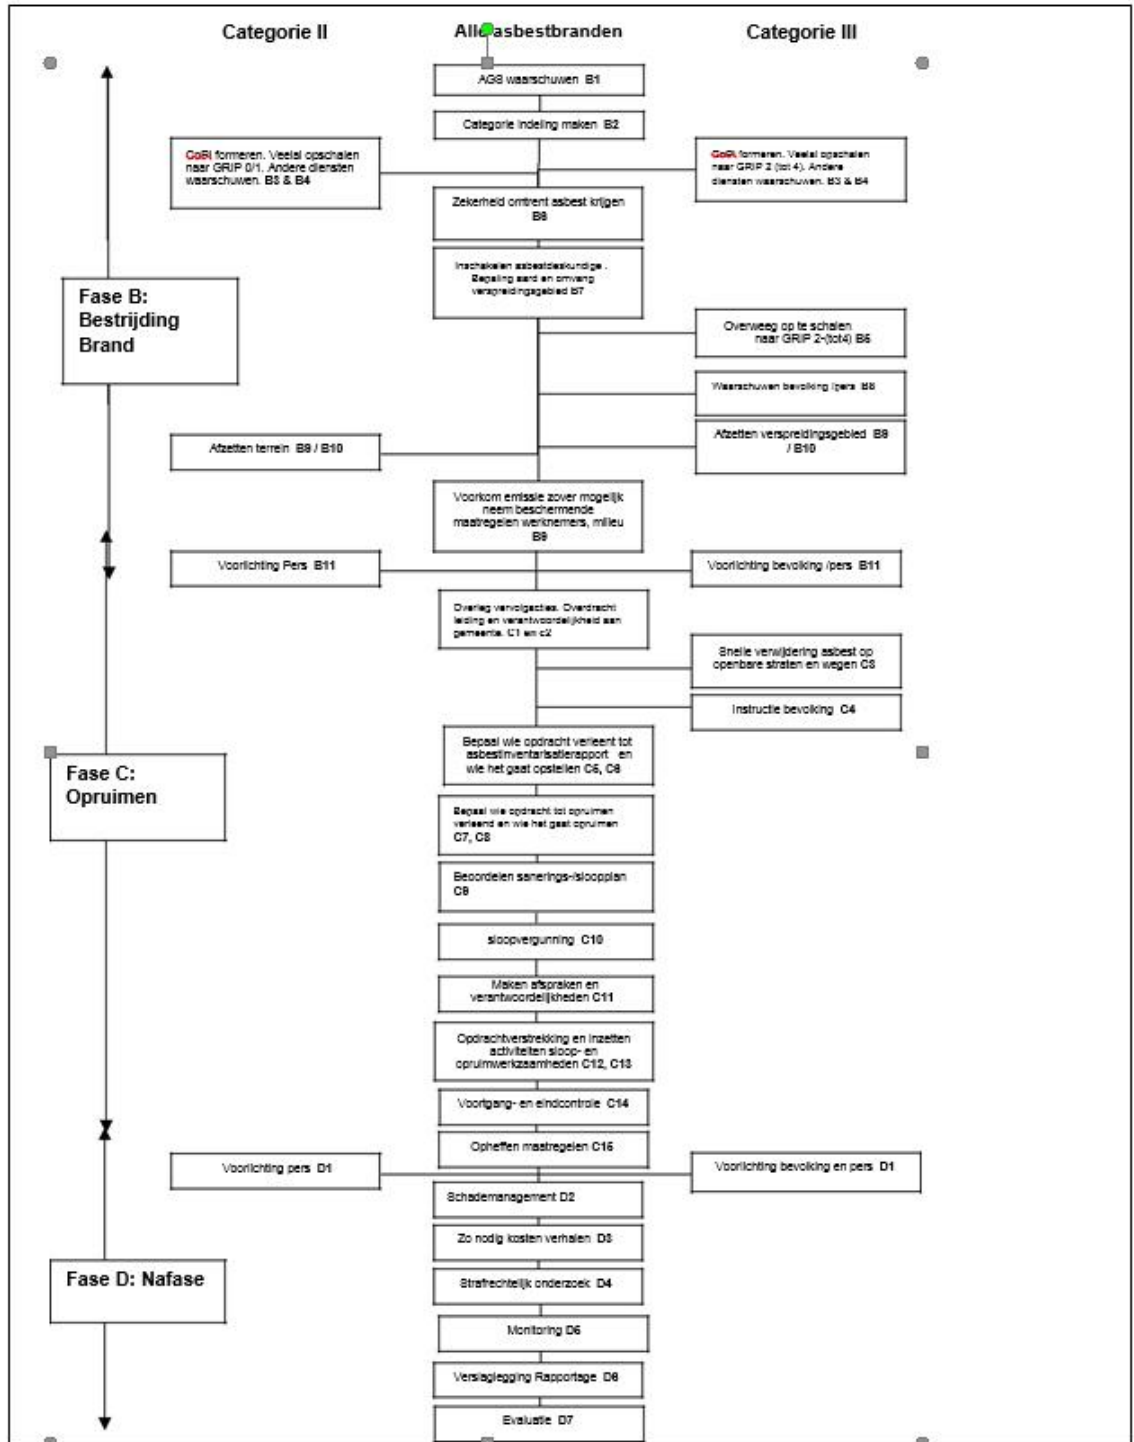 Categorie II
Alle asbestbranden
Categorie III
AGS waarschuwen B1
Categorie indeling maken B2
CoPI formeren. Veelal opschalen
naar GRIP 0/1. Andere diensten
waarschuwen. B3 & B4
CoPI formeren. Veelal opschalen
naar GRIP 2 (tot 4). Andere
diensten waarschuwen. B3 & B4
Zekerheid omtrent asbest krijgen
B6
Inschakelen asbestdeskundige .
Bepaling aard en omvang
verspreidingsgebied B7
Fase B:
Bestrijding
Brand
Overweeg op te schalen
naar GRIP 2-(tot4) B5
Waarschuwen bevolking /pers B8
Afzetten terrein B9 / B10
Afzetten verspreidingsgebied B9
/ B10
Voorkom emissie zover mogelijk
neem beschermende
maatregelen werknemers, milieu
B9
Voorlichting Pers B11
Voorlichting bevolking /pers B11
Overleg vervolgacties. Overdracht
leiding en verantwoordelijkheid aan
gemeente. C1 en c2
Snelle verwijdering asbest op
openbare straten en wegen C3
Instructie bevolking C4
Bepaal wie opdracht verleent tot
asbestinventarisatierapport en
wie het gaat opstellen C5, C6
Fase C:
Opruimen
Bepaal wie opdracht tot opruimen
verleend en wie het gaat opruimen
C7, C8
Beoordelen sanerings-/sloopplan
C9
sloopvergunning C10
Maken afspraken en
verantwoordelijkheden C11
Opdrachtverstrekking en inzetten
activiteiten sloop- en
opruimwerkzaamheden C12, C13
Voortgang- en eindcontrole C14
Opheffen maatregelen C15
Voorlichting pers D1
Voorlichting bevolking en pers D1
Schademanagement D2
Zo nodig kosten verhalen D3
Fase D: Nafase
Strafrechtelijk onderzoek D4
Monitoring D5
Verslaglegging Rapportage D6
Evaluatie D7